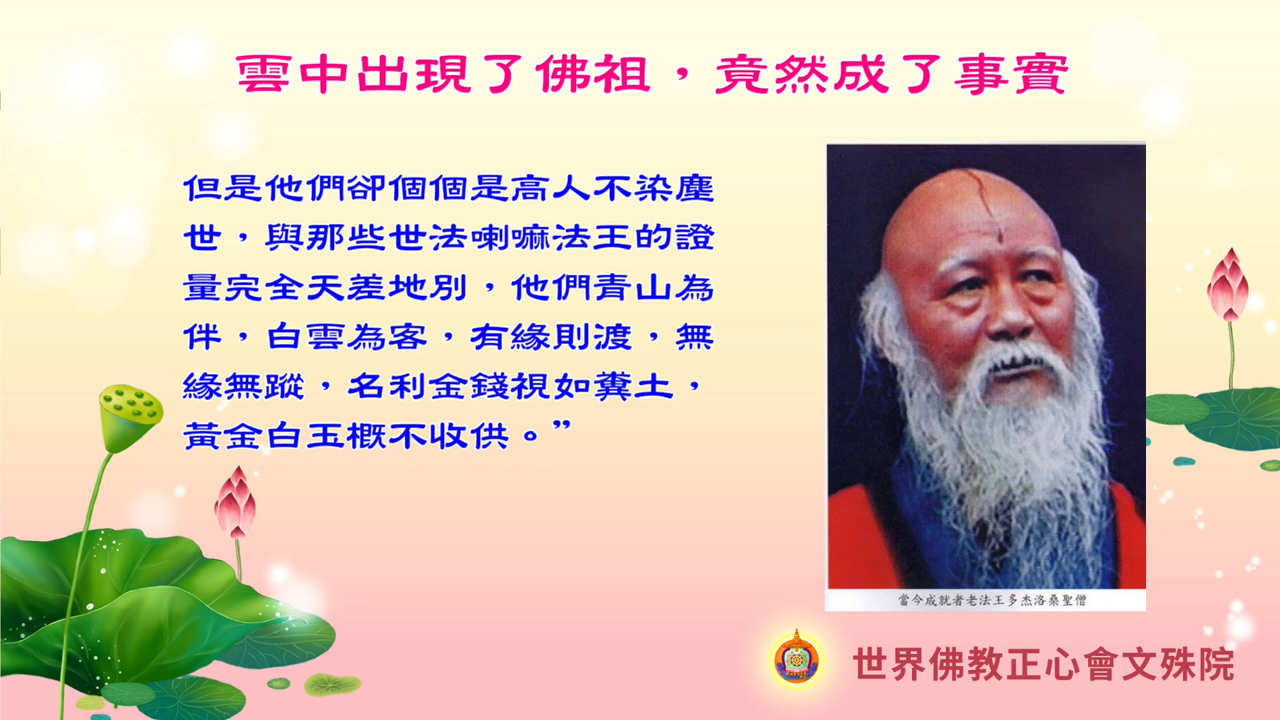 雲中出現了佛祖，竟然成了事實
但是他們卻個個是高人不染塵
世，與那些世法喇嘛法王的證
量完全天差地別，他們青山為
伴，白雲為客，有緣則渡，無
緣無蹤，名利金錢視如糞土，
黃金白玉概不收供。”
當今成就者老法王多杰洛桑聖僧
世界佛教正心會文殊院